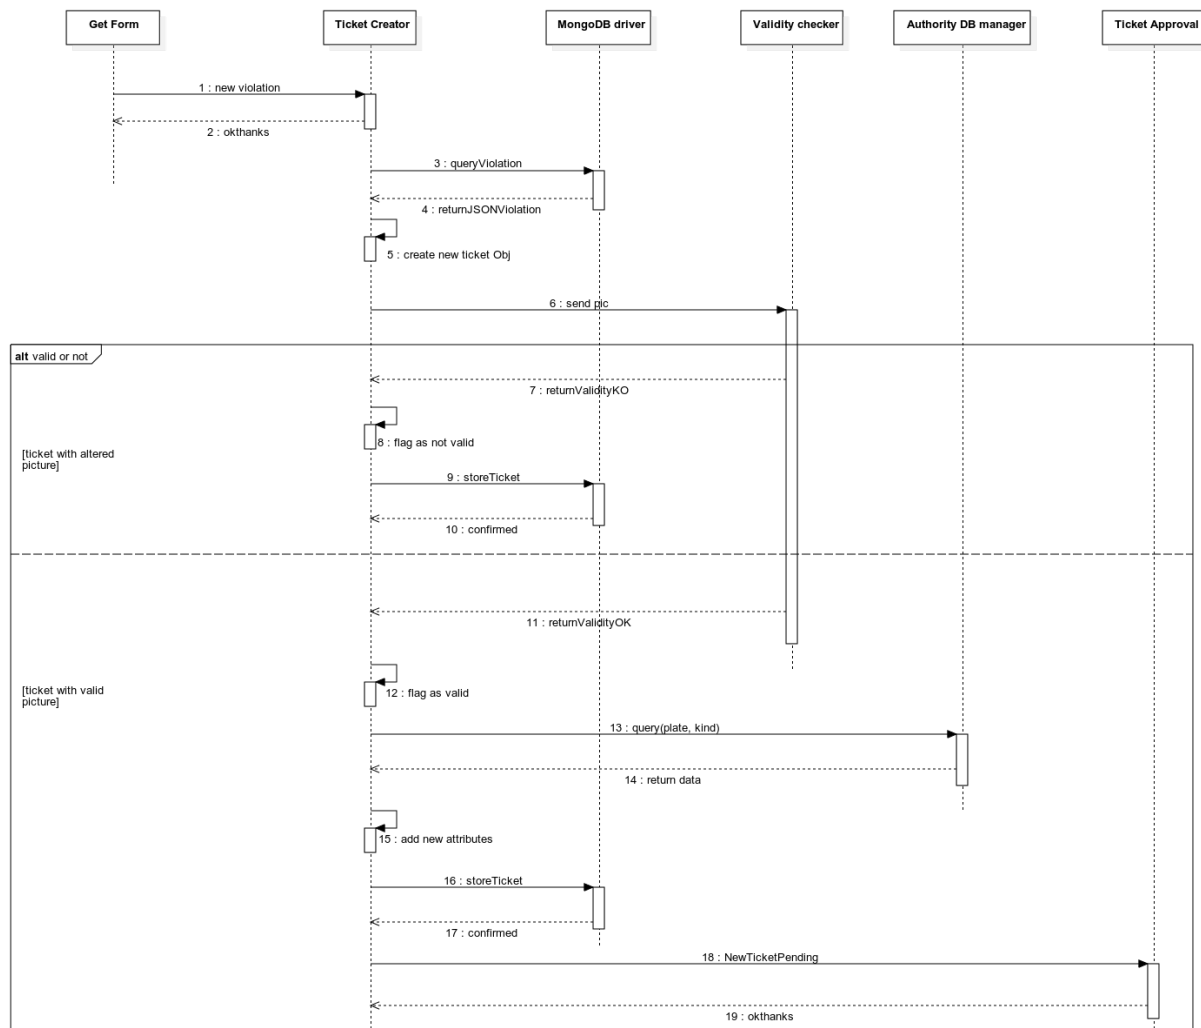 Get Form
Ticket Creator
MongoDB driver
Validity checker
Authority DB manager
Ticket Approval
1 : new violation
2 : okthanks
3 : queryViolation
4 : returnJSONViolation
5 : create new ticket Obj
6 : send pic
alt valid or not
7 : returnValidityKO
8 : flag as not valid
[ticket with altered
picture]
9 : storeTicket
10 : confirmed
11 : returnValidityOK
12 : flag as valid
[ticket with valid
picture]
13 : query(plate, kind)
14 : return data
15 : add new attributes
16 : storeTicket
17 : confirmed
18 : NewTicketPending
19 : okthanks